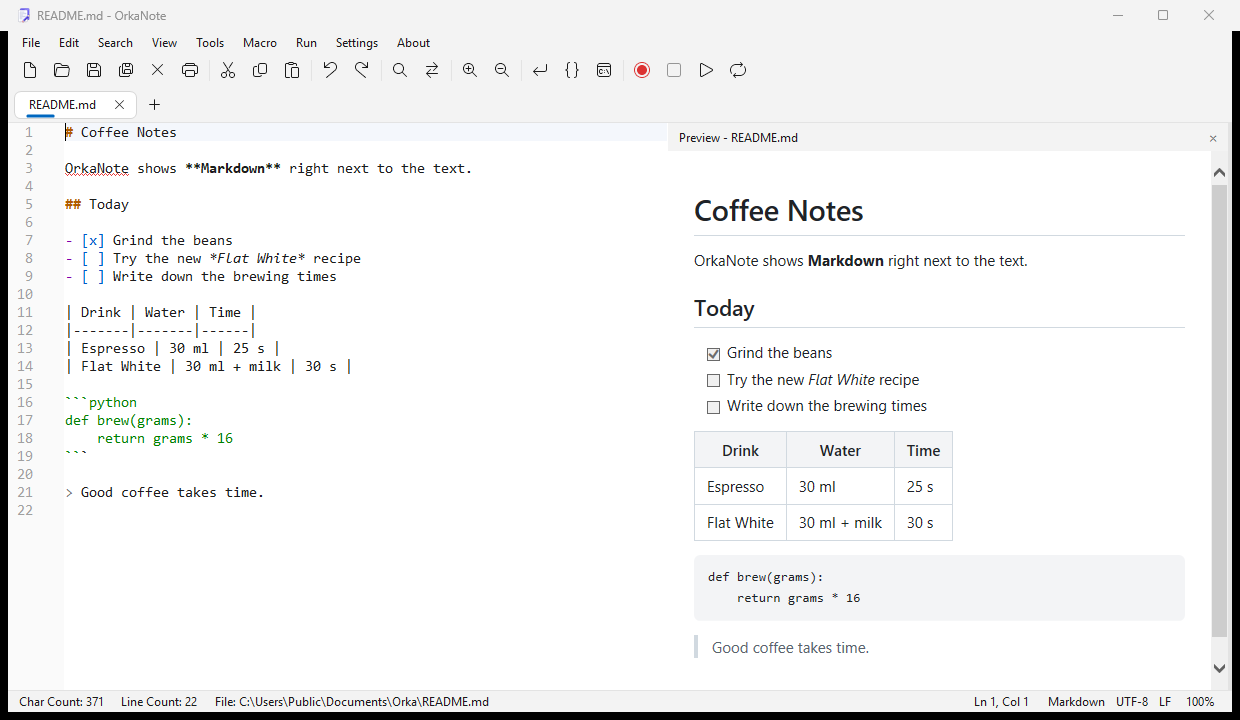 README.md - OrkaNote
File Edit Search View Tools Macro Run Settings About
README.md
1 # Coffee Notes
2
3 OrkaNote shows **Markdown** right next to the text.
4
5 ## Today
6
7 - [x] Grind the beans
8 - [ ] Try the new *Flat White* recipe
9 - [ ] Write down the brewing times
10
11 | Drink | Water | Time |
12 |-------|-------|------|
13 | Espresso | 30 ml | 25 s |
14 | Flat White | 30 ml + milk | 30 s |
15
16 ```python
17 def brew(grams):
18     return grams * 16
19 ```
20
21 > Good coffee takes time.
22
Preview - README.md
Coffee Notes
OrkaNote shows Markdown right next to the text.
Today
Grind the beans
Try the new Flat White recipe
Write down the brewing times
Drink Water Time
Espresso 30 ml 25 s
Flat White 30 ml + milk 30 s
def brew(grams):
    return grams * 16
Good coffee takes time.
Char Count: 371 Line Count: 22 File: C:\Users\Public\Documents\Orka\README.md Ln 1, Col 1 Markdown UTF-8 LF 100%